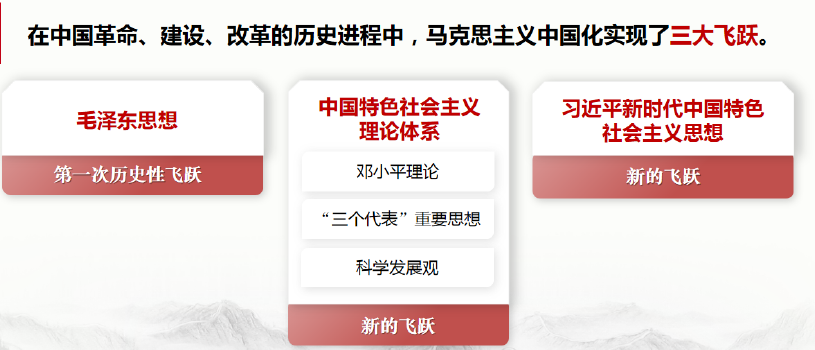 在中国革命、建设、改革的历史进程中，马克思主义中国化实现了三大飞跃。
毛泽东思想
第一次历史性飞跃
中国特色社会主义
理论体系
邓小平理论
“三个代表”重要思想
科学发展观
新的飞跃
习近平新时代中国特色
社会主义思想
新的飞跃